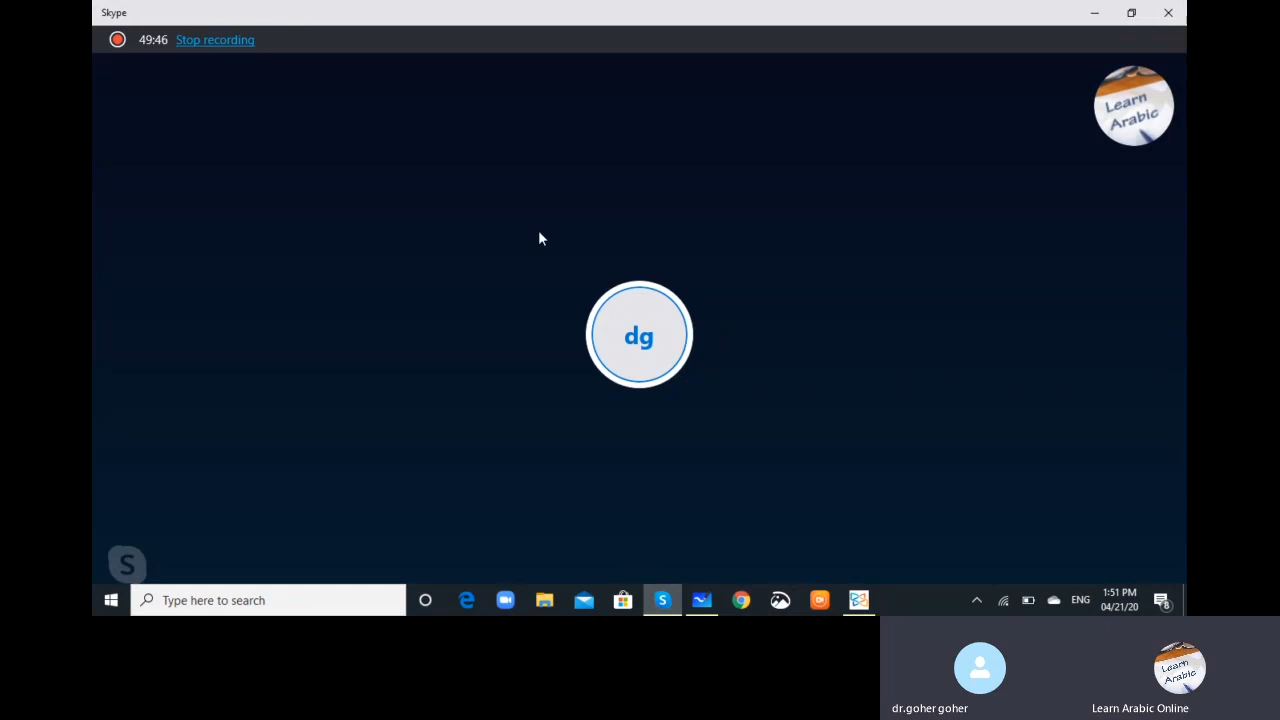 Skype
49:46 Stop recording
Learn
Arabic
dg
S
Type here to search
ENG
1:51 PM
04/21/20
8
Learn
Arabic
dr.goher goher
Learn Arabic Online